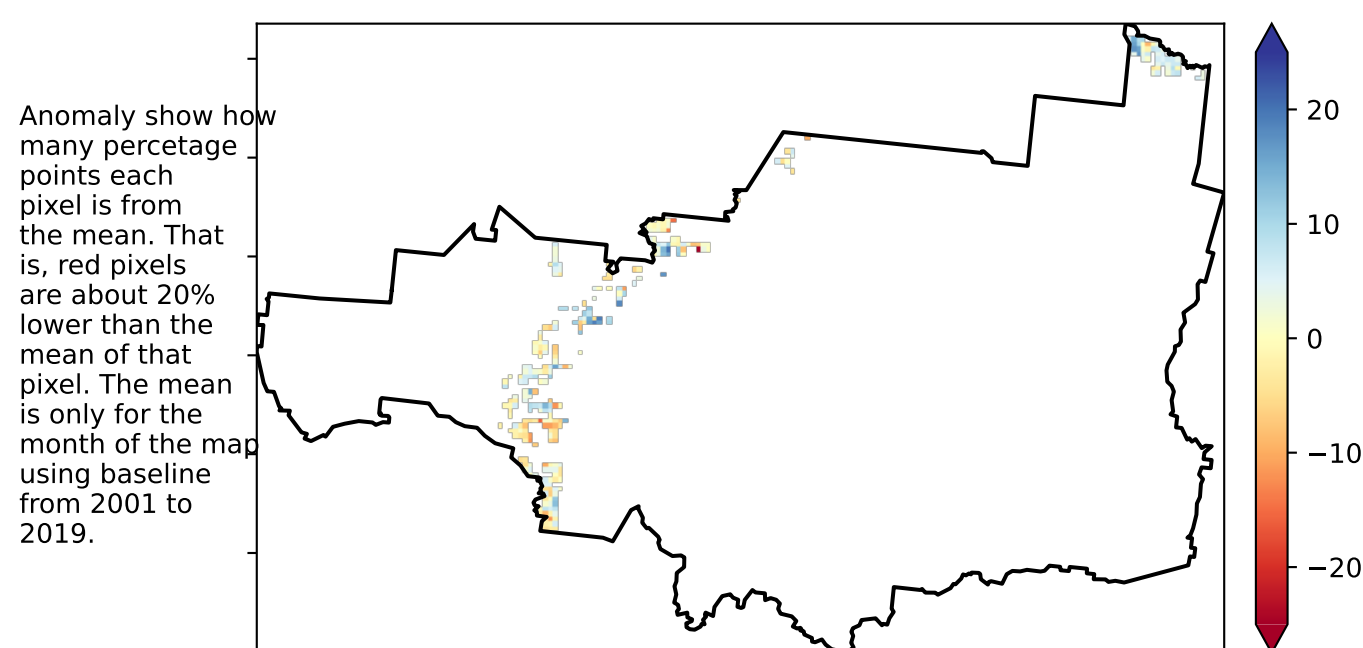 Anomaly show how
many percetage
points each
pixel is from
the mean. That
is, red pixels
are about 20%
lower than the
mean of that
pixel. The mean
is only for the
month of the map
using baseline
from 2001 to
2019.
20
10
0
−10
−20